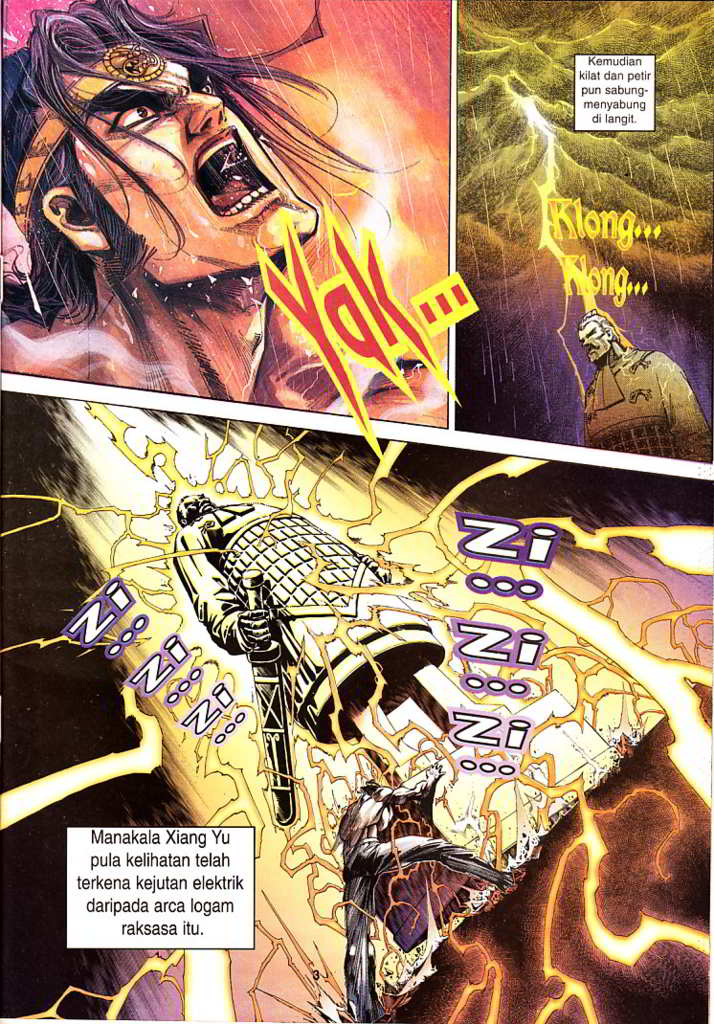 Yak...
Kemudian
kilat dan petir
pun sabung-
menyabung
di langit.
Klong...
Klong...
Zi
...
Zi
...
Zi
...
Zi
...
Zi
...
Zi
...
Manakala Xiang Yu
pula kelihatan telah
terkena kejutan elektrik
daripada arca logam
raksasa itu.
3